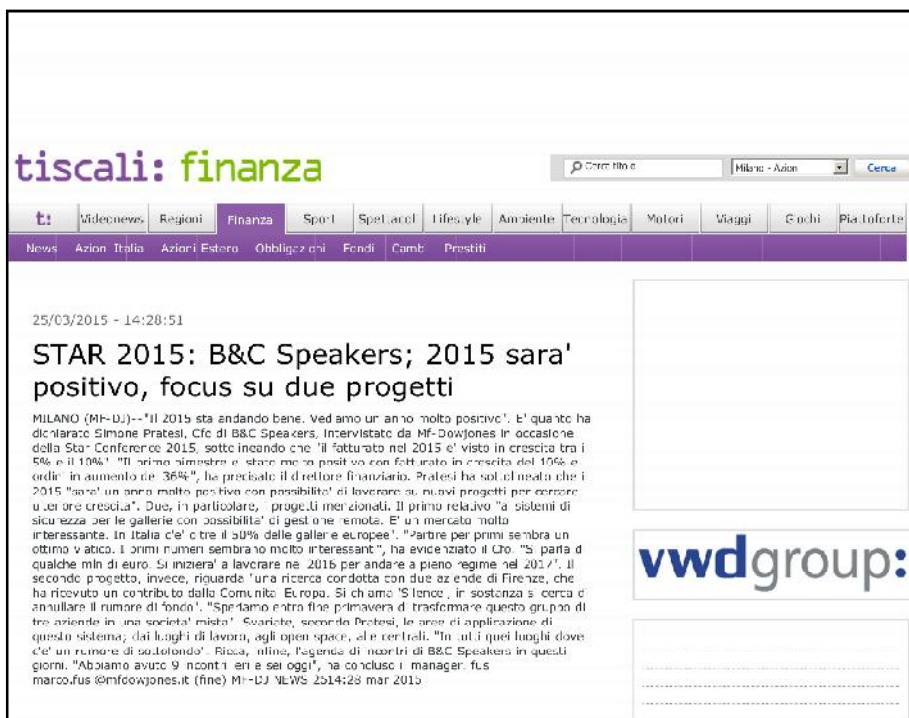 tiscali: finanza
Cerca titolo
Milano - Azion
Cerca
t: Videonews Regioni Finanza Sport Spettacol Lifestyle Ambiente Tecnologia Motori Viaggi Giochi Piattoforte
News Azioni Italia Azioni Estero Obbligazioni Fondi Camb Prestiti
25/03/2015 - 14:28:51
STAR 2015: B&C Speakers; 2015 sara'
positivo, focus su due progetti
MILANO (MF-DJ)--"Il 2015 sta andando bene. Vediamo un anno molto positivo". E' quanto ha
dichiarato Simone Pratesi, Cfo di B&C Speakers, intervistato da Mf-Dowjones in occasione
della Star Conference 2015, sottolineando che "il fatturato nel 2015 e' visto in crescita tra i
5% e il 10%". "Il primo bimestre e' stato molto positivo con fatturato in crescita del 10% e
ordini in aumento del 36%", ha precisato il direttore finanziario. Pratesi ha sottolineato che i
2015 "sara' un anno molto positivo con possibilita' di lavorare su nuovi progetti per cercare
ulteriore crescita". Due, in particolare, i progetti menzionati. Il primo relativo "a sistemi di
sicurezza per le gallerie con possibilita' di gestione remota. E' un mercato molto
interessante. In Italia c'e' oltre il 50% delle gallerie europee". "Partire per primi sembra un
ottimo viatico. I primi numeri sembrano molto interessanti", ha evidenziato il Cfo. "Si parla d
qualche mln di euro. Si iniziera' a lavorare nel 2016 per andare a pieno regime nel 2017". Il
secondo progetto, invece, riguarda "una ricerca condotta con due aziende di Firenze, che
ha ricevuto un contributo dalla Comunita' Europa. Si chiama 'Silence', in sostanza si cerca d
annullare il rumore di fondo". "Speriamo entro fine primavera di trasformare questo gruppo di
tre aziende in una societa' mista". Svariate, secondo Pratesi, le aree di applicazione di
questo sistema; dai luoghi di lavoro, agli open space, alle centrali. "In tutti quei luoghi dove
c'e' un rumore di sottofondo". Ricca, infine, l'agenda di incontri di B&C Speakers in questi
giorni. "Abbiamo avuto 9 incontri ieri e sei oggi", ha concluso il manager. fus
marco.fusi@mfdowjones.it (fine) MF-DJ NEWS 2514:28 mar 2015
vwdgroup: